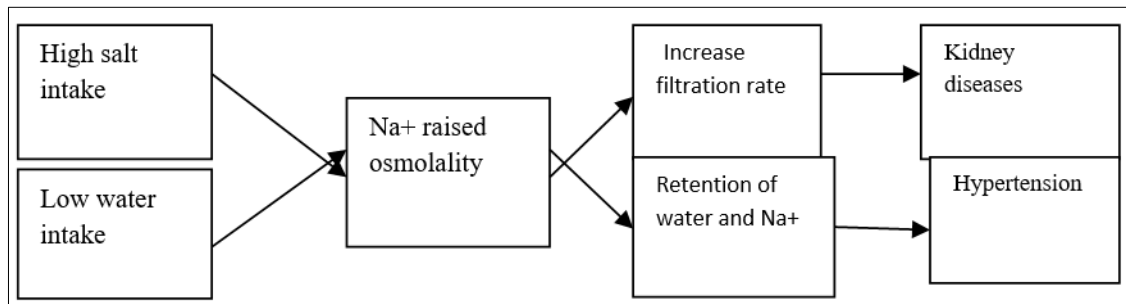 High salt
intake
Low water
intake
Na+ raised
osmolality
Increase
filtration rate
Retention of
water and Na+
Kidney
diseases
Hypertension